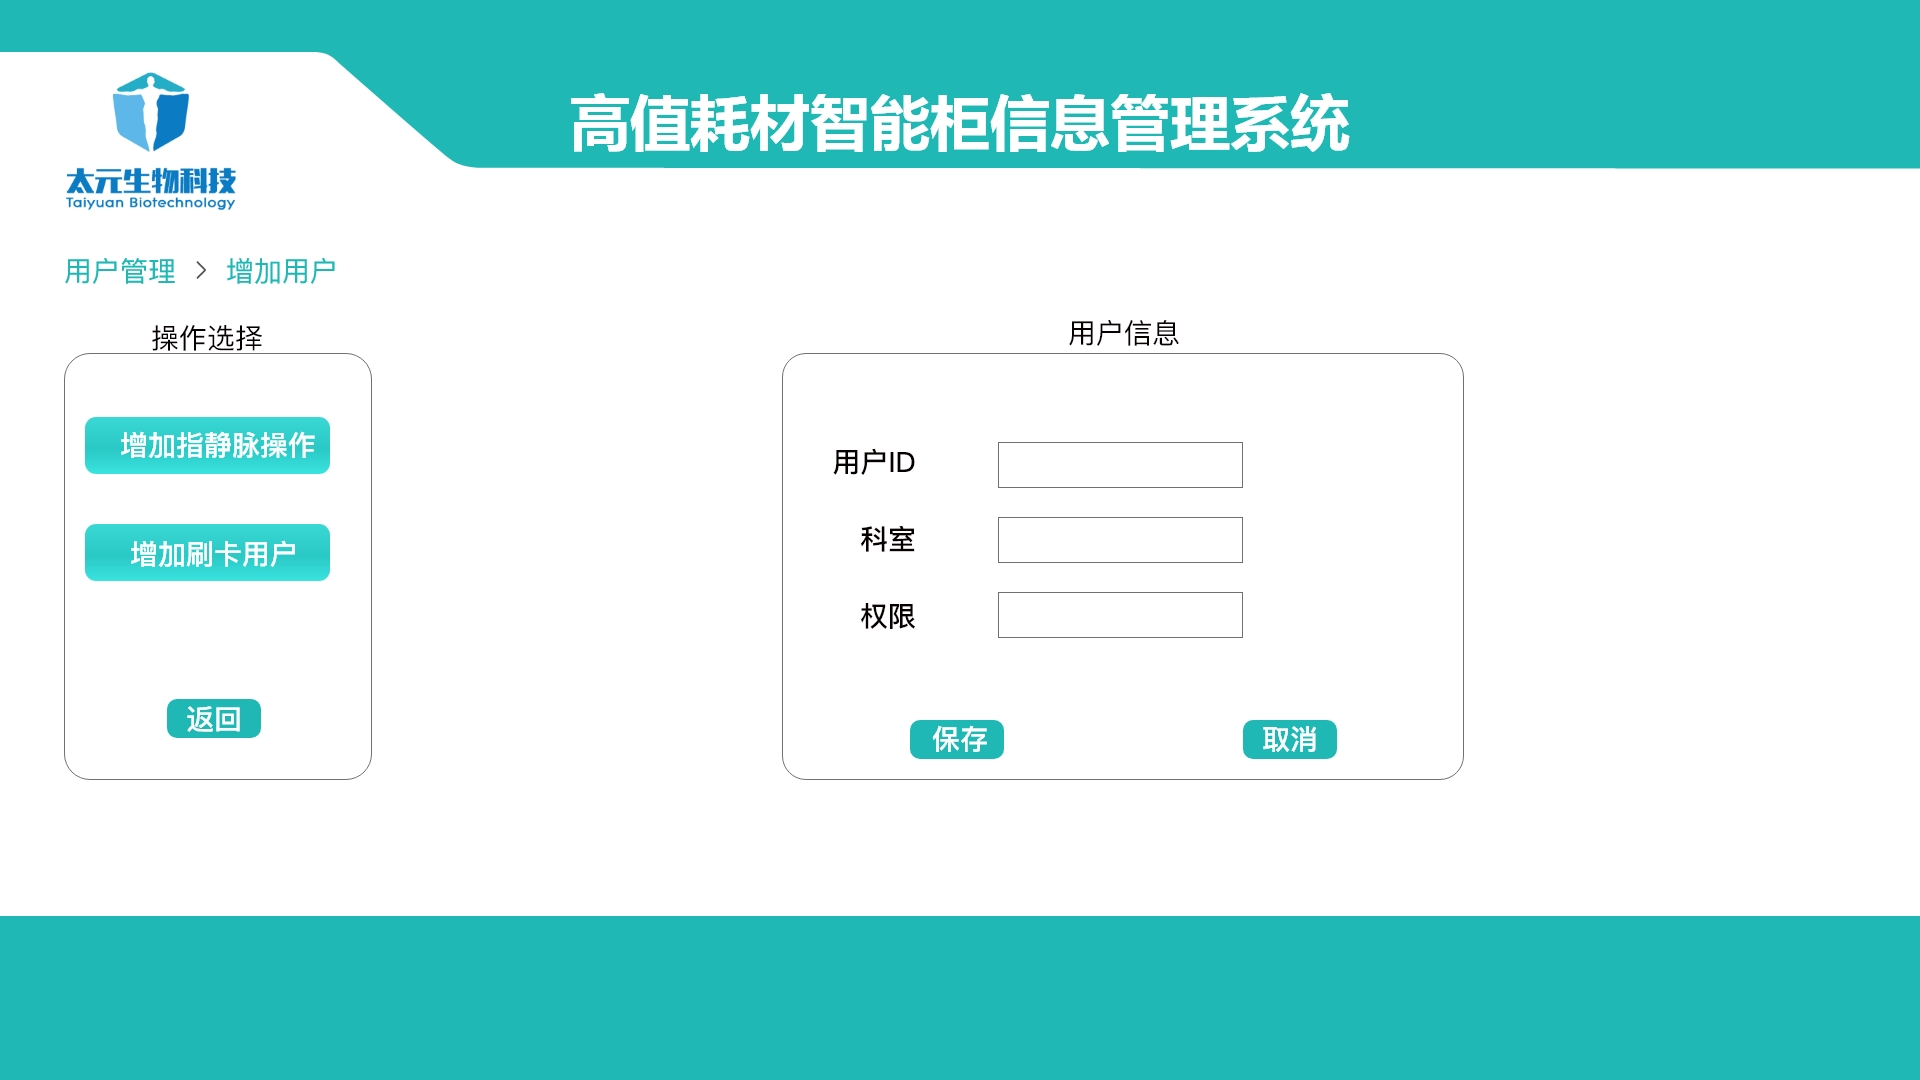 高值耗材智能柜信息管理系统
太元生物科技
Taiyuan Biotechnology
用户管理 > 增加用户
操作选择
增加指静脉操作
增加刷卡用户
返回
用户信息
用户ID
科室
权限
保存 取消